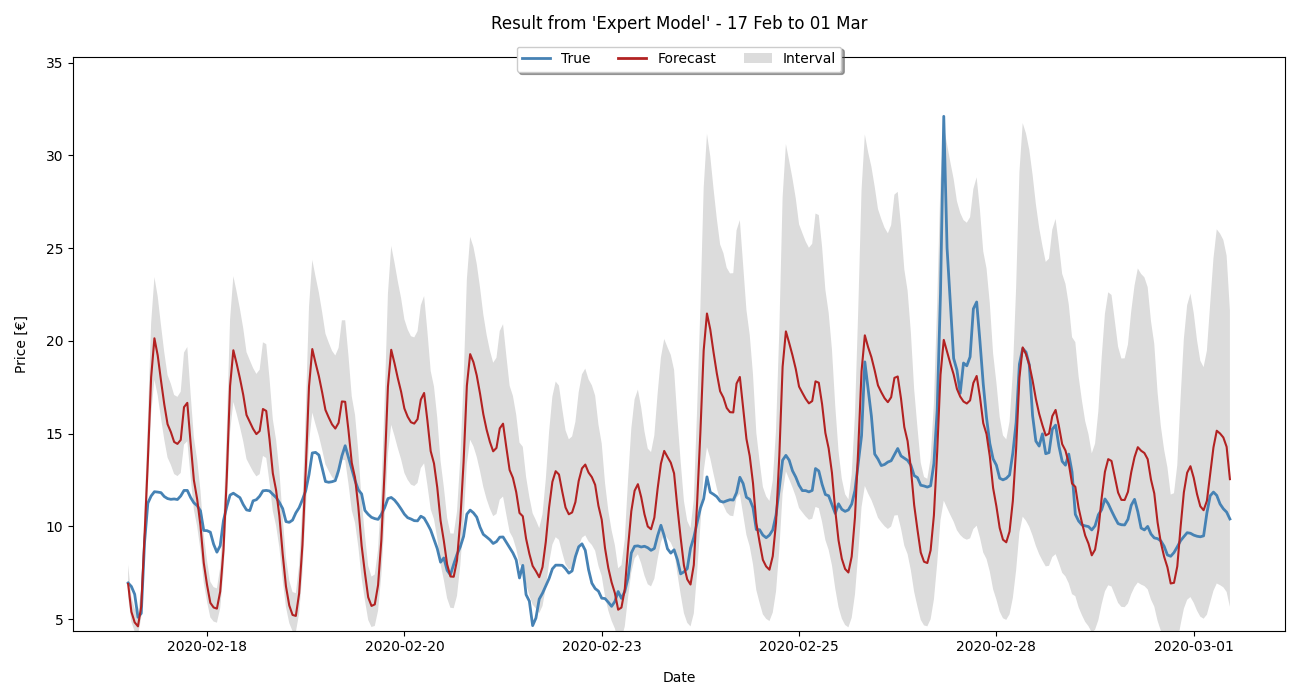 Result from 'Expert Model' - 17 Feb to 01 Mar
True Forecast Interval
35
30
25
20
15
10
5
Price [€]
2020-02-18 2020-02-20 2020-02-23 2020-02-25 2020-02-28 2020-03-01
Date